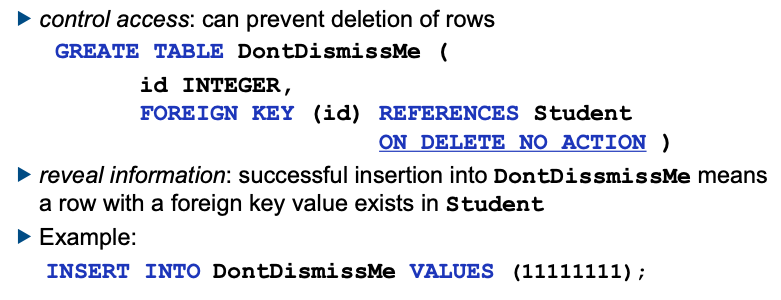 control access: can prevent deletion of rows
GREATE TABLE DontDismissMe (
id INTEGER,
FOREIGN KEY (id) REFERENCES Student
ON DELETE NO ACTION )
reveal information: successful insertion into DontDissmissMe means
a row with a foreign key value exists in Student
Example:
INSERT INTO DontDismissMe VALUES (11111111);